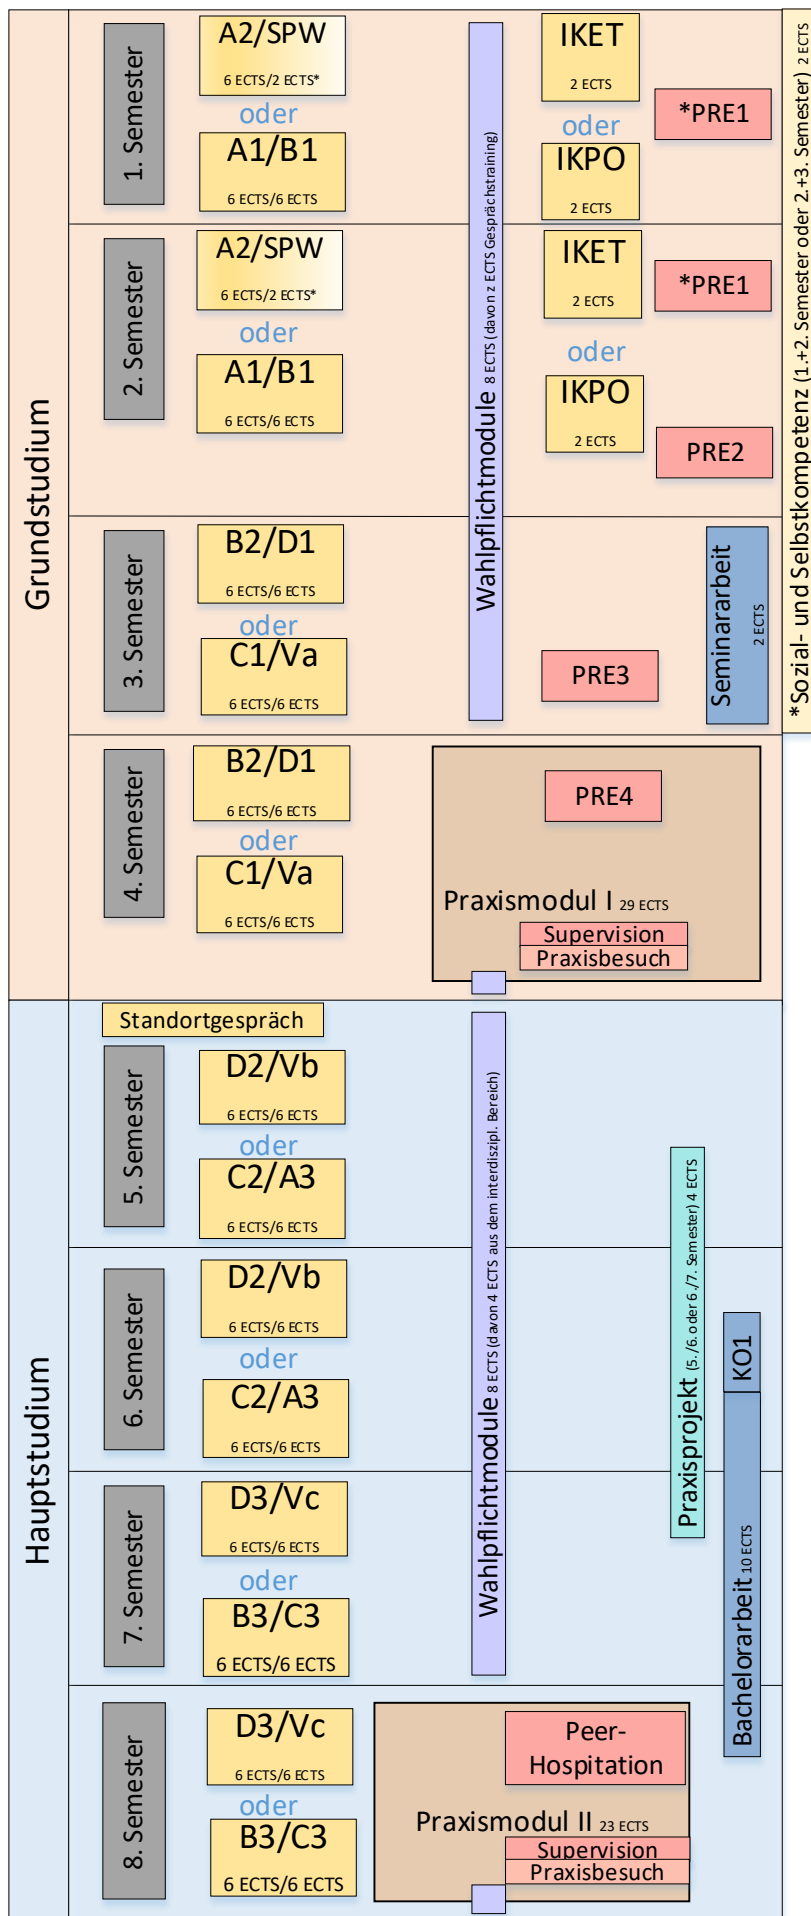 Grundstudium
1. Semester
A2/SPW
6 ECTS/2 ECTS*
oder
A1/B1
6 ECTS/6 ECTS
Wahlpflichtmodule 8 ECTS (davon z ECTS Gesprächstraining)
IKET
2 ECTS
oder
IKPO
2 ECTS
*PRE1
*Sozial- und Selbstkompetenz (1.+2. Semester oder 2.+3. Semester) 2 ECTS
2. Semester
A2/SPW
6 ECTS/2 ECTS*
oder
A1/B1
6 ECTS/6 ECTS
IKET
2 ECTS
oder
IKPO
2 ECTS
*PRE1
PRE2
3. Semester
B2/D1
6 ECTS/6 ECTS
oder
C1/Va
6 ECTS/6 ECTS
PRE3
Seminararbeit
2 ECTS
4. Semester
B2/D1
6 ECTS/6 ECTS
oder
C1/Va
6 ECTS/6 ECTS
PRE4
Praxismodul I 29 ECTS
Supervision
Praxisbesuch
Hauptstudium
Standortgespräch
5. Semester
D2/Vb
6 ECTS/6 ECTS
oder
C2/A3
6 ECTS/6 ECTS
Wahlpflichtmodule 8 ECTS (davon 4 ECTS aus dem interdiszipl. Bereich)
Praxisprojekt (5./6. oder 6./7. Semester) 4 ECTS
6. Semester
D2/Vb
6 ECTS/6 ECTS
oder
C2/A3
6 ECTS/6 ECTS
KO1
Bachelorarbeit 10 ECTS
7. Semester
D3/Vc
6 ECTS/6 ECTS
oder
B3/C3
6 ECTS/6 ECTS
8. Semester
D3/Vc
6 ECTS/6 ECTS
oder
B3/C3
6 ECTS/6 ECTS
Peer-
Hospitation
Praxismodul II 23 ECTS
Supervision
Praxisbesuch